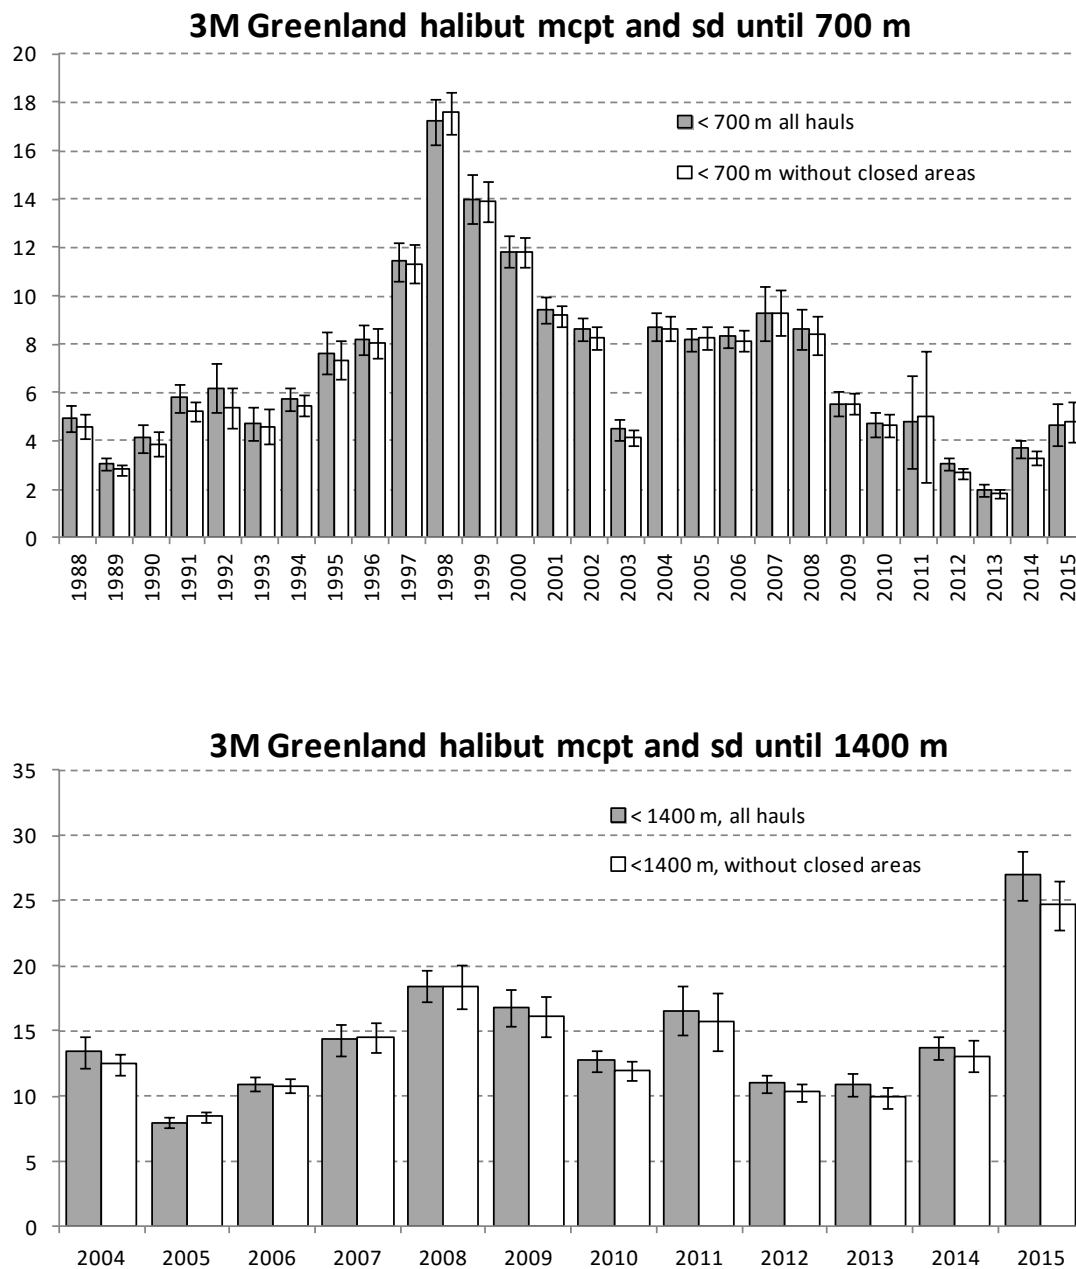 3M Greenland halibut mcpt and sd until 700 m
20
18
16
14
12
10
8
6
4
2
0
< 700 m all hauls
< 700 m without closed areas
1988 1989 1990 1991 1992 1993 1994 1995 1996 1997 1998 1999 2000 2001 2002 2003 2004 2005 2006 2007 2008 2009 2010 2011 2012 2013 2014 2015
3M Greenland halibut mcpt and sd until 1400 m
35
30
25
20
15
10
5
0
< 1400 m, all hauls
<1400 m, without closed areas
2004 2005 2006 2007 2008 2009 2010 2011 2012 2013 2014 2015